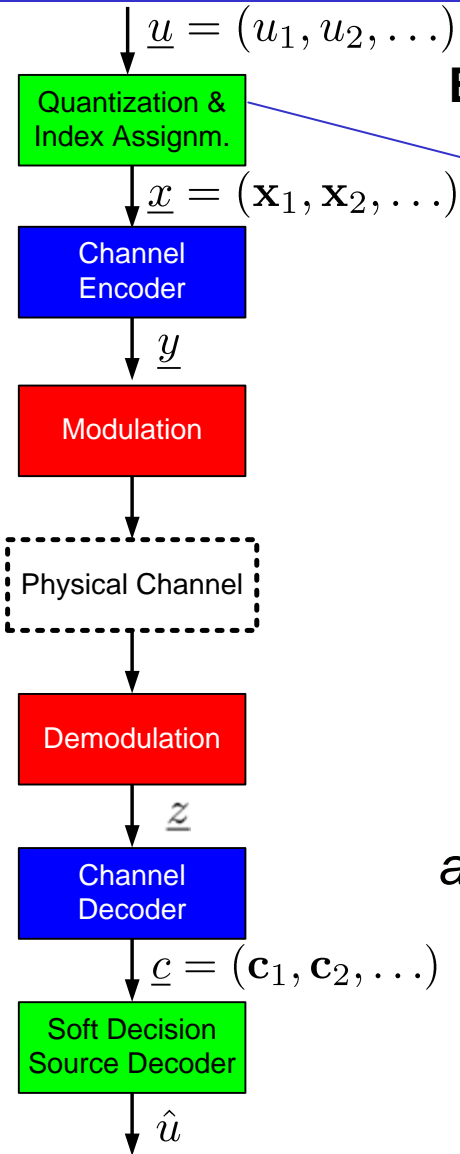 u = (u₁, u₂, …)
Quantization &
Index Assignm.
x = (𝐱₁, 𝐱₂, …)
Channel
Encoder
y
Modulation
Physical Channel
Demodulation
z
Channel
Decoder
a
c = (𝐜₁, 𝐜₂, …)
Soft Decision
Source Decoder
û